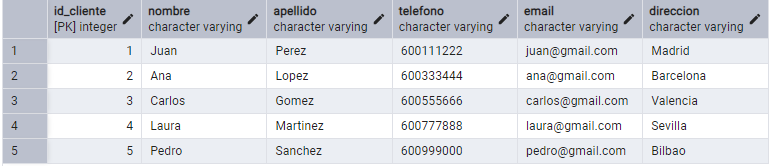 id_cliente nombre apellido telefono email direccion
[PK] integer character varying character varying character varying character varying character varying
1 1 Juan Perez 600111222 juan@gmail.com Madrid
2 2 Ana Lopez 600333444 ana@gmail.com Barcelona
3 3 Carlos Gomez 600555666 carlos@gmail.com Valencia
4 4 Laura Martinez 600777888 laura@gmail.com Sevilla
5 5 Pedro Sanchez 600999000 pedro@gmail.com Bilbao